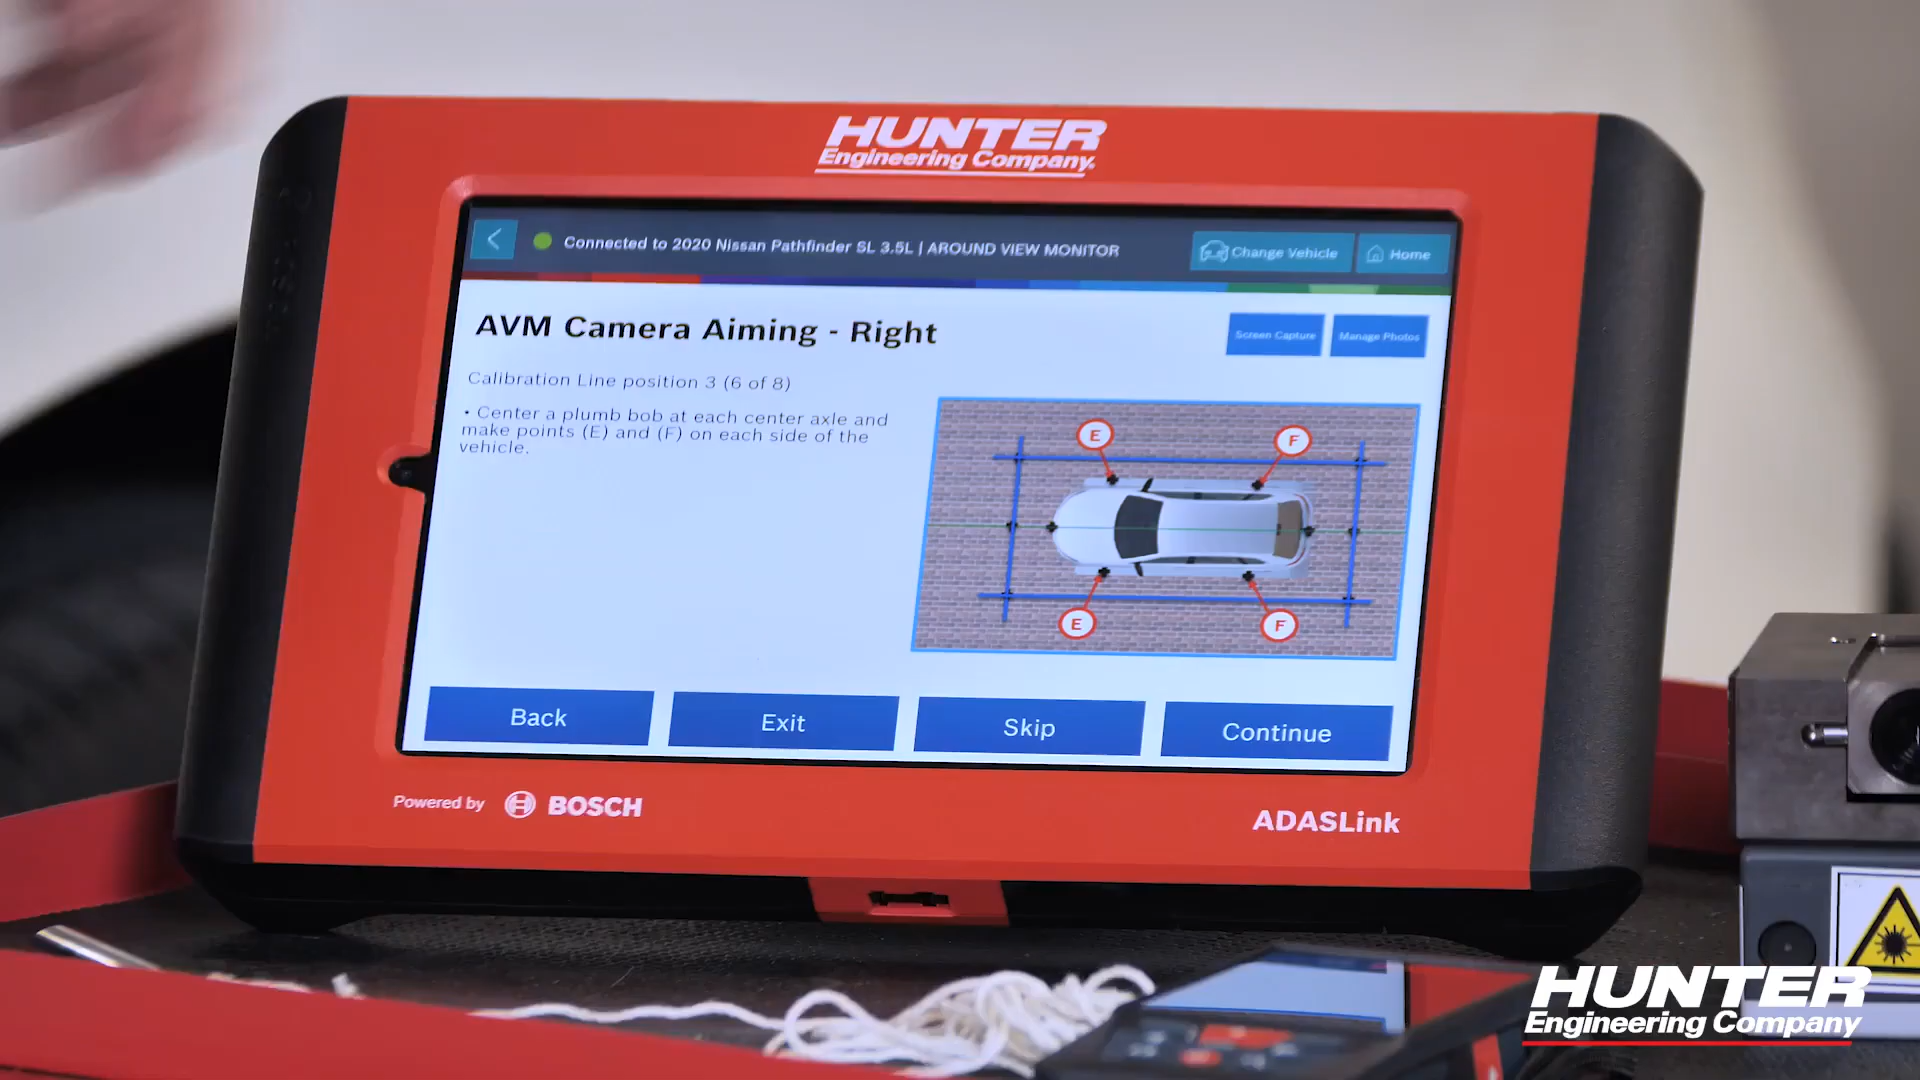 HUNTER
Engineering Company
Connected to 2020 Nissan Pathfinder SL 3.5L | AROUND VIEW MONITOR
Change Vehicle
Home
AVM Camera Aiming - Right
Screen Capture
Manage Photos
Calibration Line position 3 (6 of 8)
• Center a plumb bob at each center axle and
make points (E) and (F) on each side of the
vehicle.
E
F
E
F
Back
Exit
Skip
Continue
Powered by
BOSCH
ADASLink
HUNTER
Engineering Company